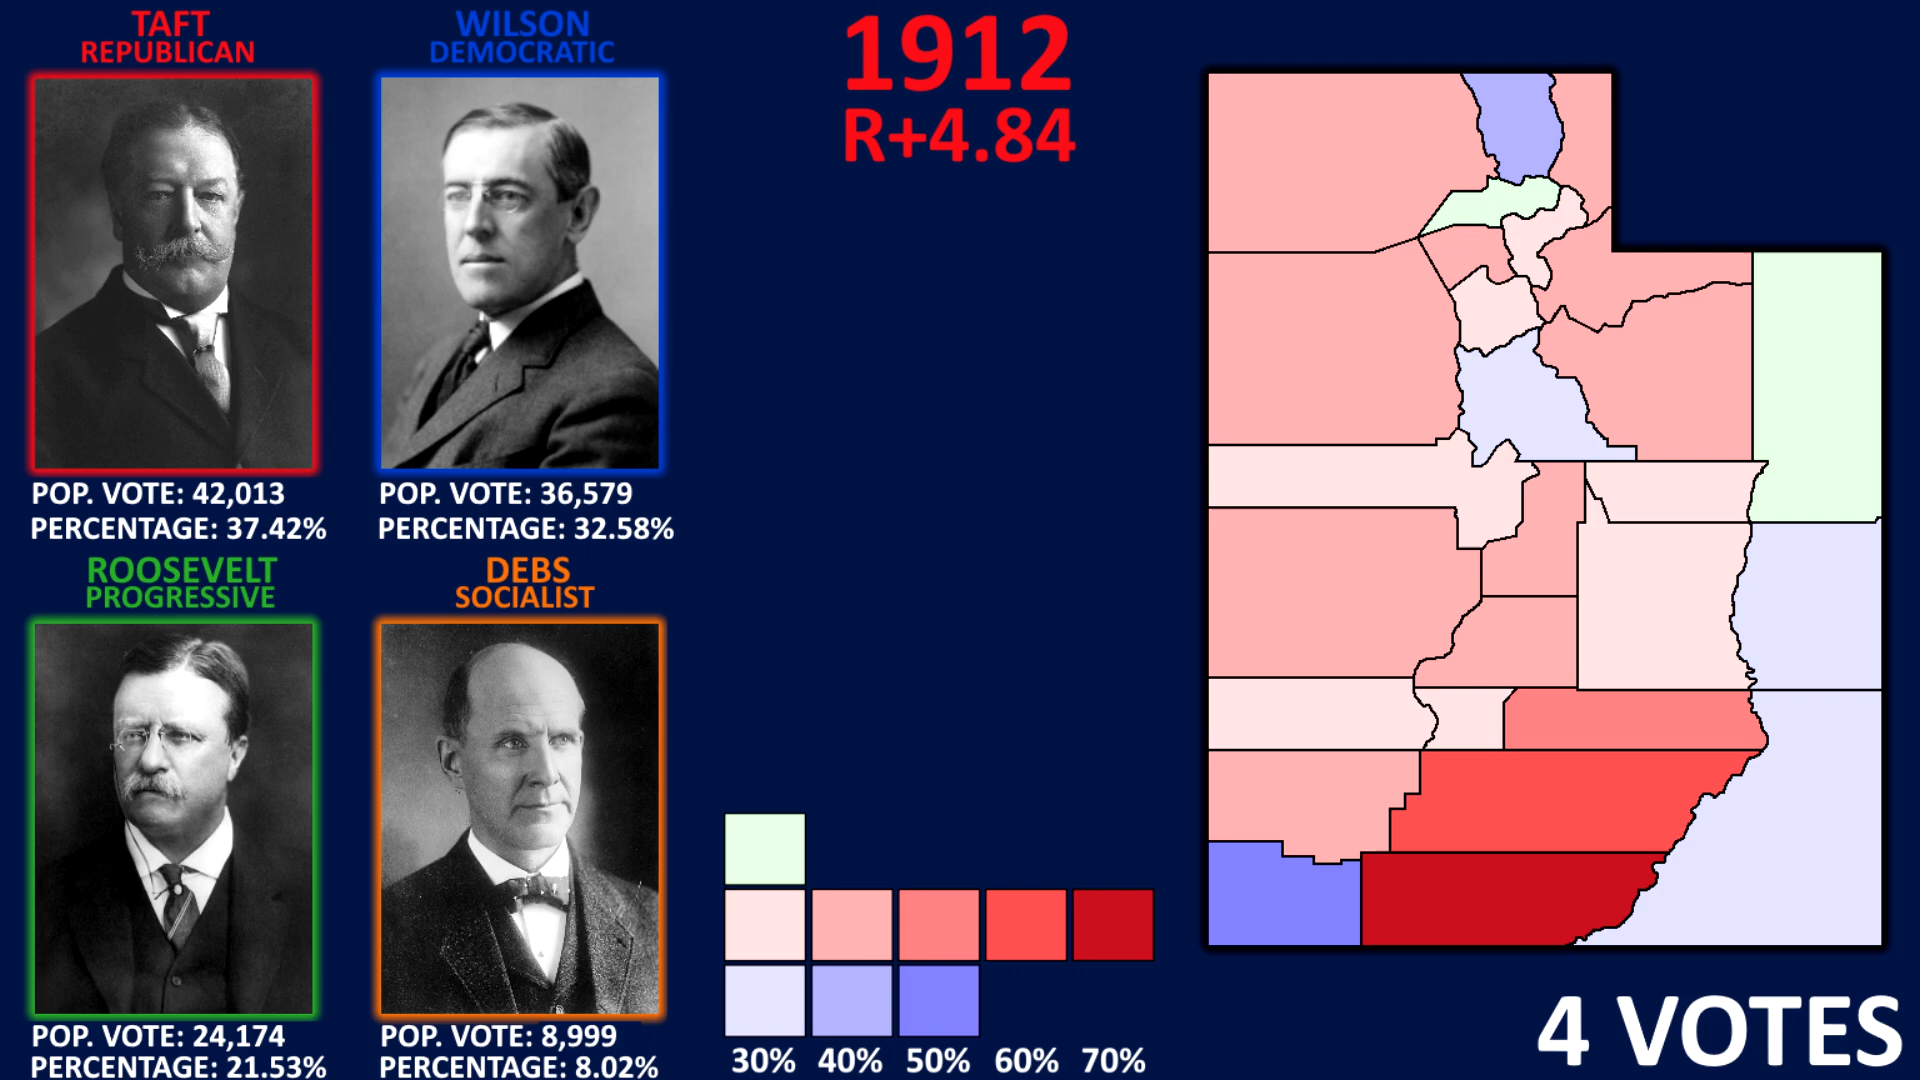 TAFT
REPUBLICAN
POP. VOTE: 42,013
PERCENTAGE: 37.42%
WILSON
DEMOCRATIC
POP. VOTE: 36,579
PERCENTAGE: 32.58%
ROOSEVELT
PROGRESSIVE
POP. VOTE: 24,174
PERCENTAGE: 21.53%
DEBS
SOCIALIST
POP. VOTE: 8,999
PERCENTAGE: 8.02%
1912
R+4.84
30% 40% 50% 60% 70%
4 VOTES